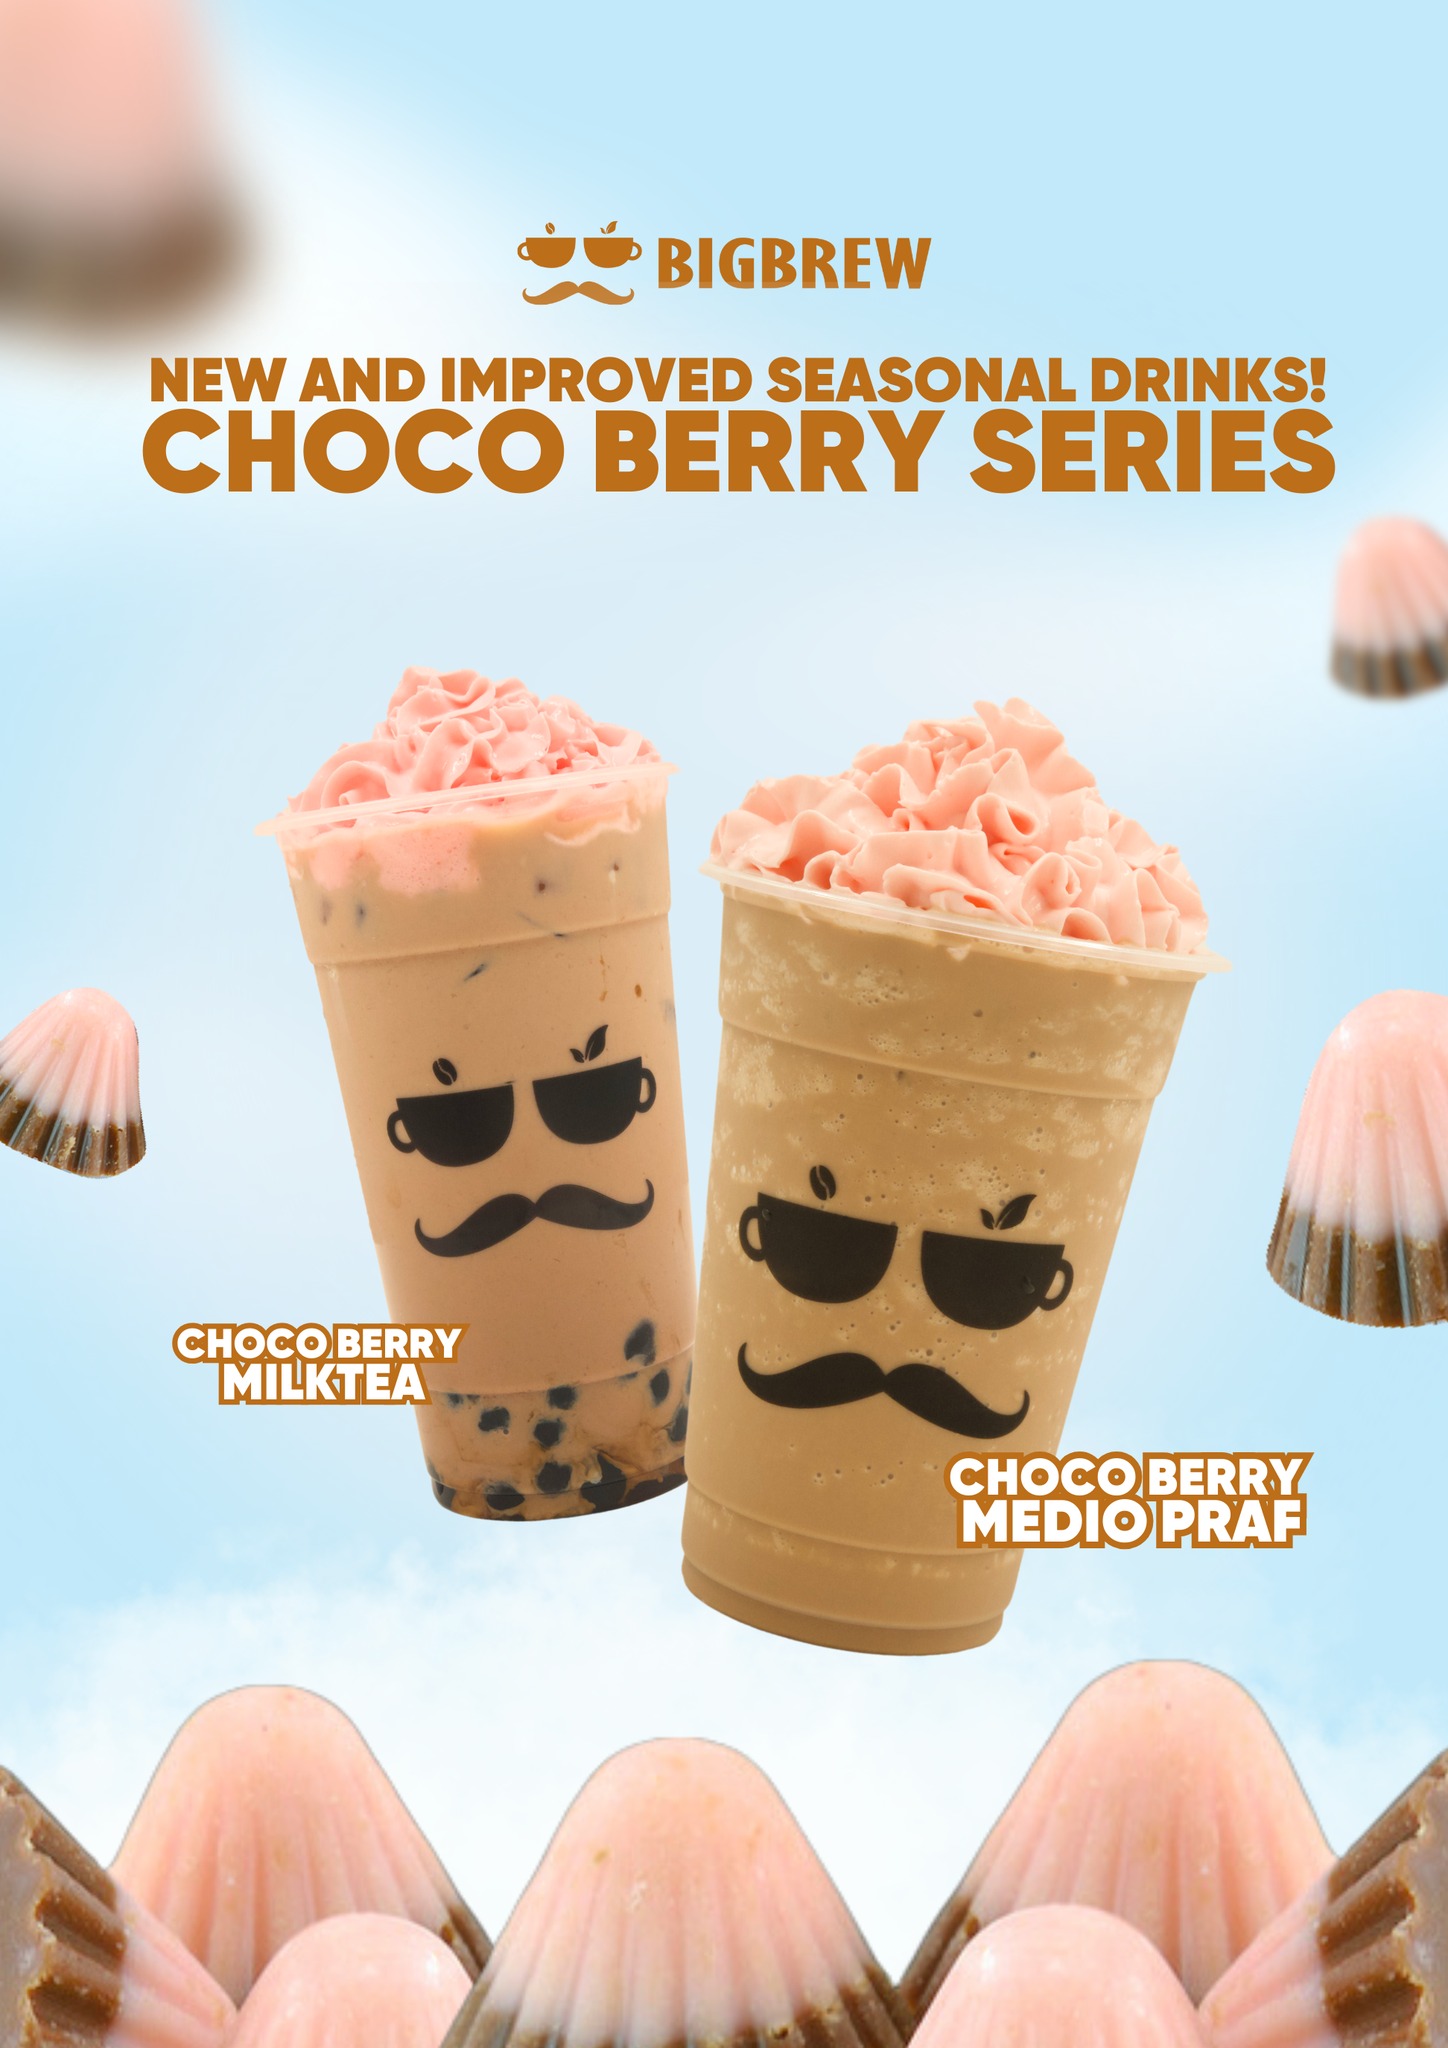 BIGBREW
NEW AND IMPROVED SEASONAL DRINKS!
CHOCO BERRY SERIES
CHOCO BERRY
MILKTEA
CHOCO BERRY
MEDIO PRAF